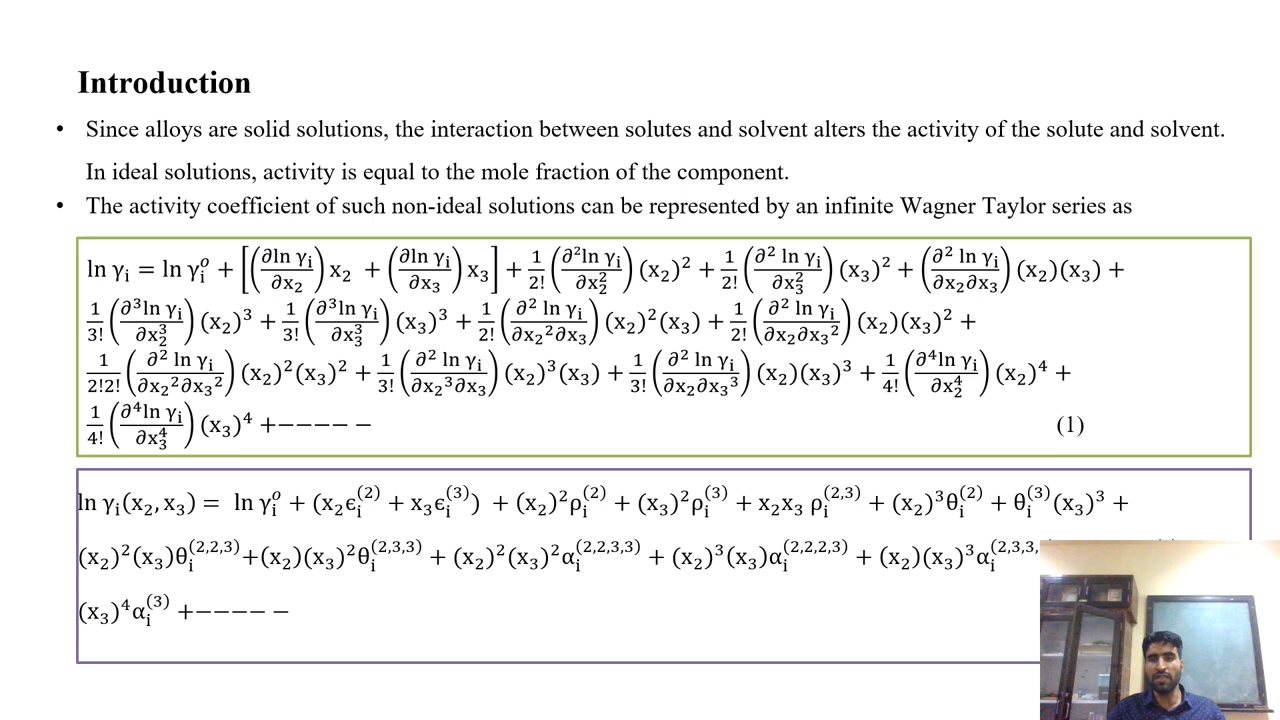 Introduction
• Since alloys are solid solutions, the interaction between solutes and solvent alters the activity of the solute and solvent.
In ideal solutions, activity is equal to the mole fraction of the component.
• The activity coefficient of such non-ideal solutions can be represented by an infinite Wagner Taylor series as
ln γᵢ = ln γᵢᵒ + [(∂ln γᵢ/∂x₂) x₂ + (∂ln γᵢ/∂x₃) x₃] + 1/2! (∂²ln γᵢ/∂x₂²) (x₂)² + 1/2! (∂² ln γᵢ/∂x₃²) (x₃)² + (∂² ln γᵢ/∂x₂∂x₃) (x₂)(x₃) +
1/3! (∂³ln γᵢ/∂x₂³) (x₂)³ + 1/3! (∂³ln γᵢ/∂x₃³) (x₃)³ + 1/2! (∂² ln γᵢ/∂x₂²∂x₃) (x₂)²(x₃) + 1/2! (∂² ln γᵢ/∂x₂∂x₃²) (x₂)(x₃)² +
1/2!2! (∂² ln γᵢ/∂x₂²∂x₃²) (x₂)²(x₃)² + 1/3! (∂² ln γᵢ/∂x₂³∂x₃) (x₂)³(x₃) + 1/3! (∂² ln γᵢ/∂x₂∂x₃³) (x₂)(x₃)³ + 1/4! (∂⁴ln γᵢ/∂x₂⁴) (x₂)⁴ +
1/4! (∂⁴ln γᵢ/∂x₃⁴) (x₃)⁴ +−−−− − (1)
ln γᵢ(x₂, x₃) = ln γᵢᵒ + (x₂ϵᵢ⁽²⁾ + x₃ϵᵢ⁽³⁾) + (x₂)²ρᵢ⁽²⁾ + (x₃)²ρᵢ⁽³⁾ + x₂x₃ ρᵢ^(2,3) + (x₂)³θᵢ⁽²⁾ + θᵢ⁽³⁾(x₃)³ +
(x₂)²(x₃)θᵢ^(2,2,3)+(x₂)(x₃)²θᵢ^(2,3,3) + (x₂)²(x₃)²αᵢ^(2,2,3,3) + (x₂)³(x₃)αᵢ^(2,2,2,3) + (x₂)(x₃)³αᵢ^(2,3,3,
(x₃)⁴αᵢ⁽³⁾ +−−−− −